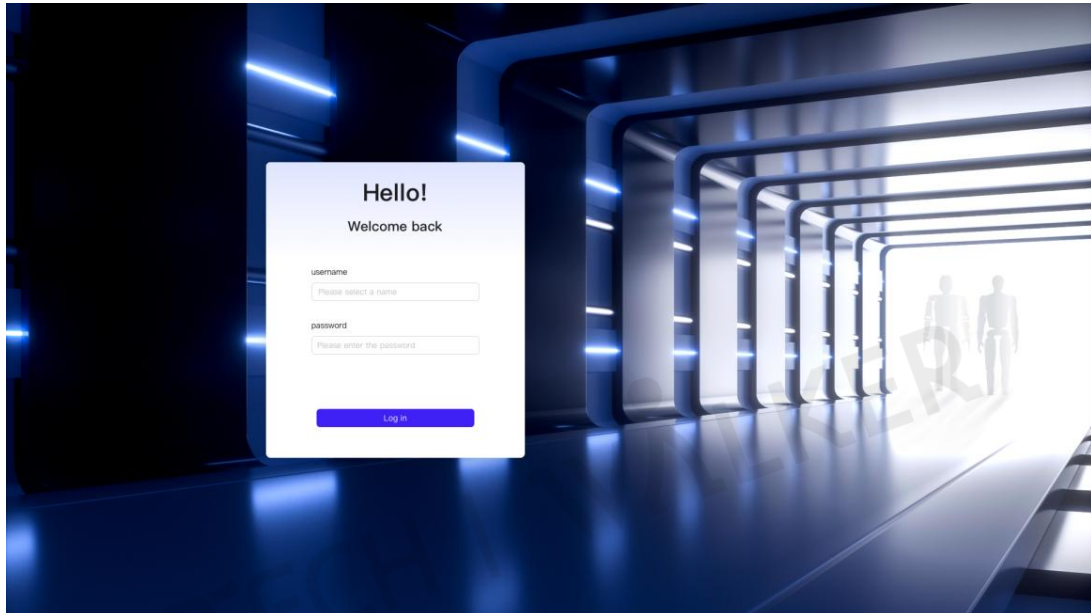 Hello!
Welcome back
username
Please select a name
password
Please enter the password
Log in